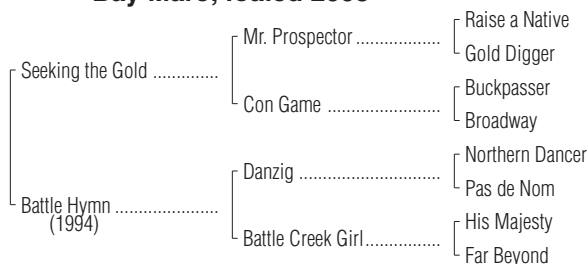 Bay Mare; foaled 2003
Raise a Native
Mr. Prospector ...................
Gold Digger
Seeking the Gold ..............
Buckpasser
Con Game .........................
Broadway
Northern Dancer
Danzig ................................
Pas de Nom
Battle Hymn ......................
(1994)
His Majesty
Battle Creek Girl.................
Far Beyond